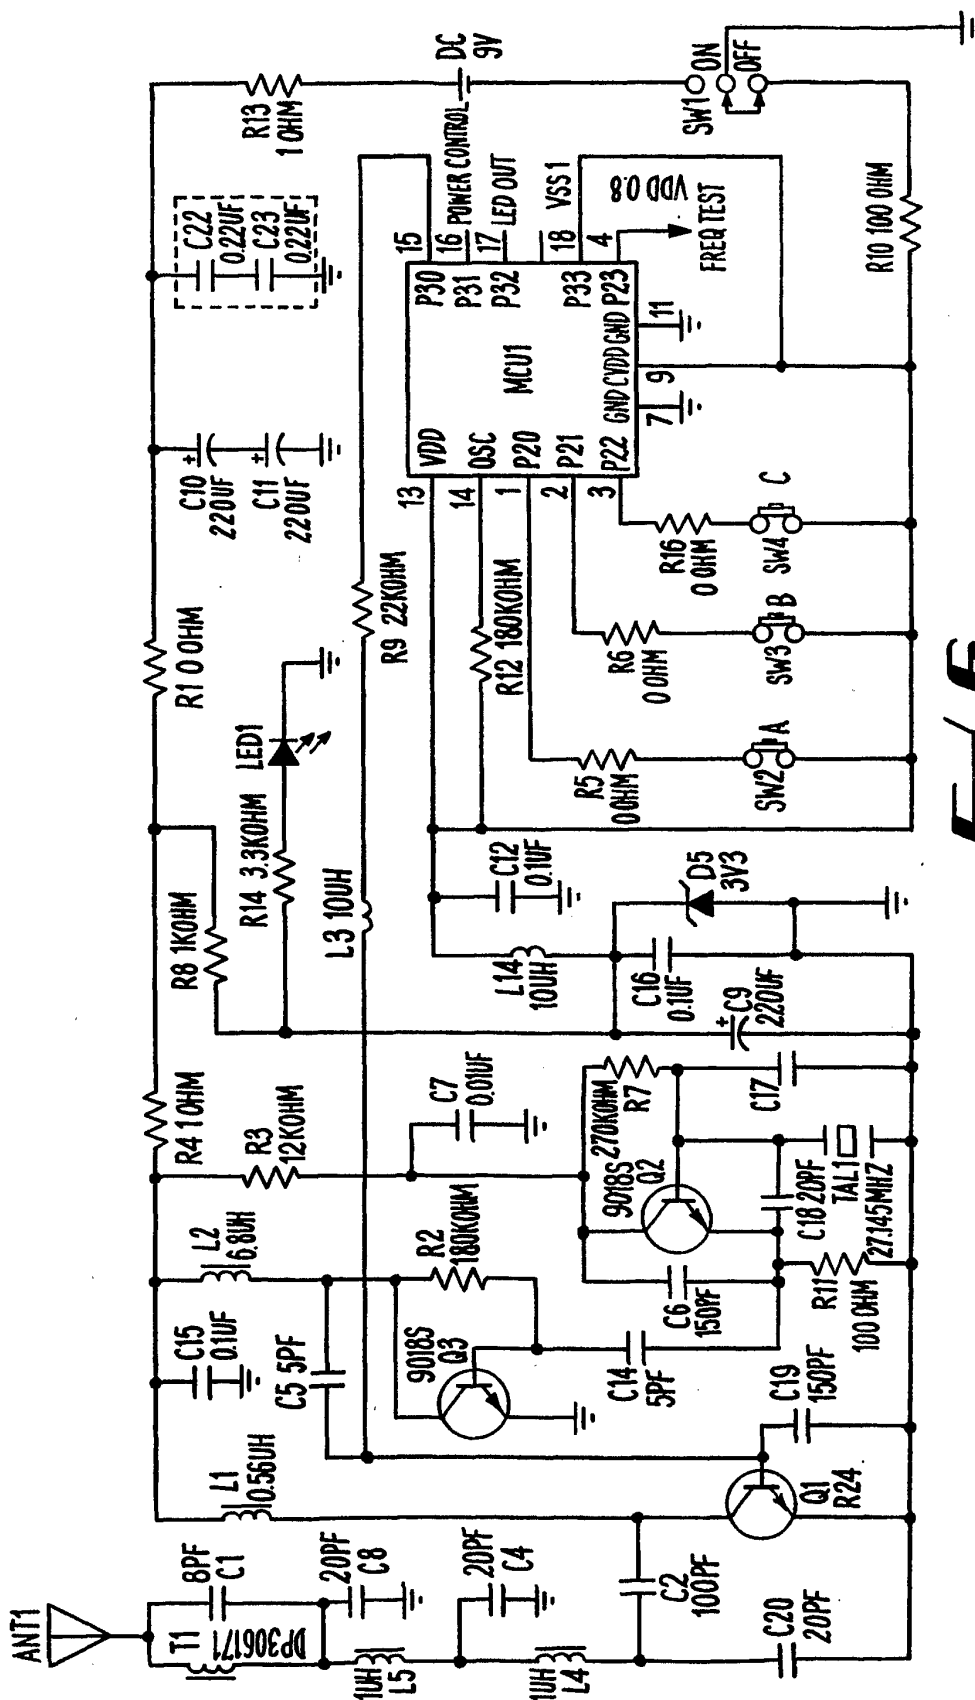 ANT1
T1
DP306171
8PF
C1
20PF
C8
1UH
L5
20PF
C4
1UH
L4
C2
100PF
C20
20PF
L1
0.56UH
C15
0.1UF
L2
6.8UH
C5 5PF
9018S
Q3
R2
180KOHM
C14
5PF
Q1
R24
C19
150PF
R4 1OHM
R3
12KOHM
C7
0.01UF
9018S
Q2
270KOHM
R7
C6
150PF
C18 20PF
TAL1
27.145MHZ
R11
100 OHM
C17
R8 1KOHM
R14 3.3KOHM
LED1
L3 10UH
L14
10UH
C12
0.1UF
C16
0.1UF
D5
3V3
C9
+
220UF
R1 0 OHM
R9 22KOHM
R12 180KOHM
R5
0 OHM
SW2
A
R6
0 OHM
SW3
B
R16
0 OHM
SW4
C
C10
220UF
+
C11
220UF
+
C22
0.22UF
C23
0.22UF
R13
1 OHM
DC
9V
MCU1
13
VDD
14
OSC
1
P20
2
P21
3
P22
P30
15
P31
16
POWER CONTROL
P32
17
LED OUT
VSS1
P33
18
P23
4
VDD 0.8
FREQ TEST
GND CVDD GND
7
9
11
SW1
ON
OFF
R10 100 OHM